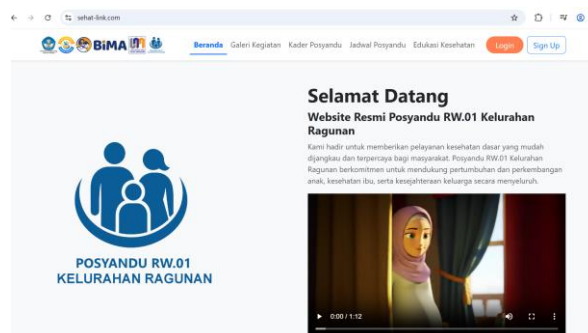 sehat-link.com
BiMA
Beranda Galeri Kegiatan Kader Posyandu Jadwal Posyandu Edukasi Kesehatan Login Sign Up
Selamat Datang
Website Resmi Posyandu RW.01 Kelurahan
Ragunan
Kami hadir untuk memberikan pelayanan kesehatan dasar yang mudah
dijangkau dan terpercaya bagi masyarakat. Posyandu RW.01 Kelurahan
Ragunan berkomitmen untuk mendukung pertumbuhan dan perkembangan
anak, kesehatan ibu, serta kesejahteraan keluarga secara menyeluruh.
POSYANDU RW.01
KELURAHAN RAGUNAN
0:00 / 1:12